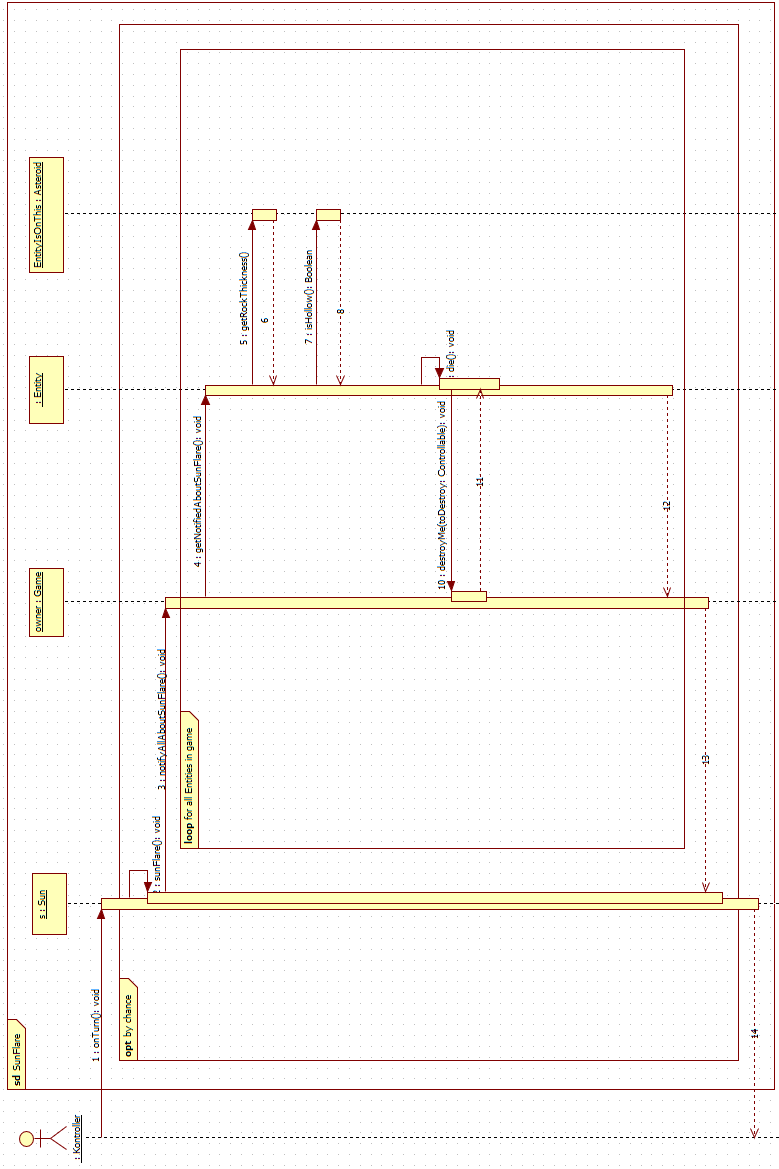 sd SunFlare
: Kontroller
s : Sun
owner : Game
: Entity
EntityIsOnThis : Asteroid
opt by chance
loop for all Entities in game
1 : onTurn(): void
: sunFlare(): void
3 : notifyAllAboutSunFlare(): void
4 : getNotifiedAboutSunFlare(): void
5 : getRockThickness()
6
7 : isHollow(): Boolean
8
: die(): void
10 : destroyMe(toDestroy: Controllable): void
11
12
13
14